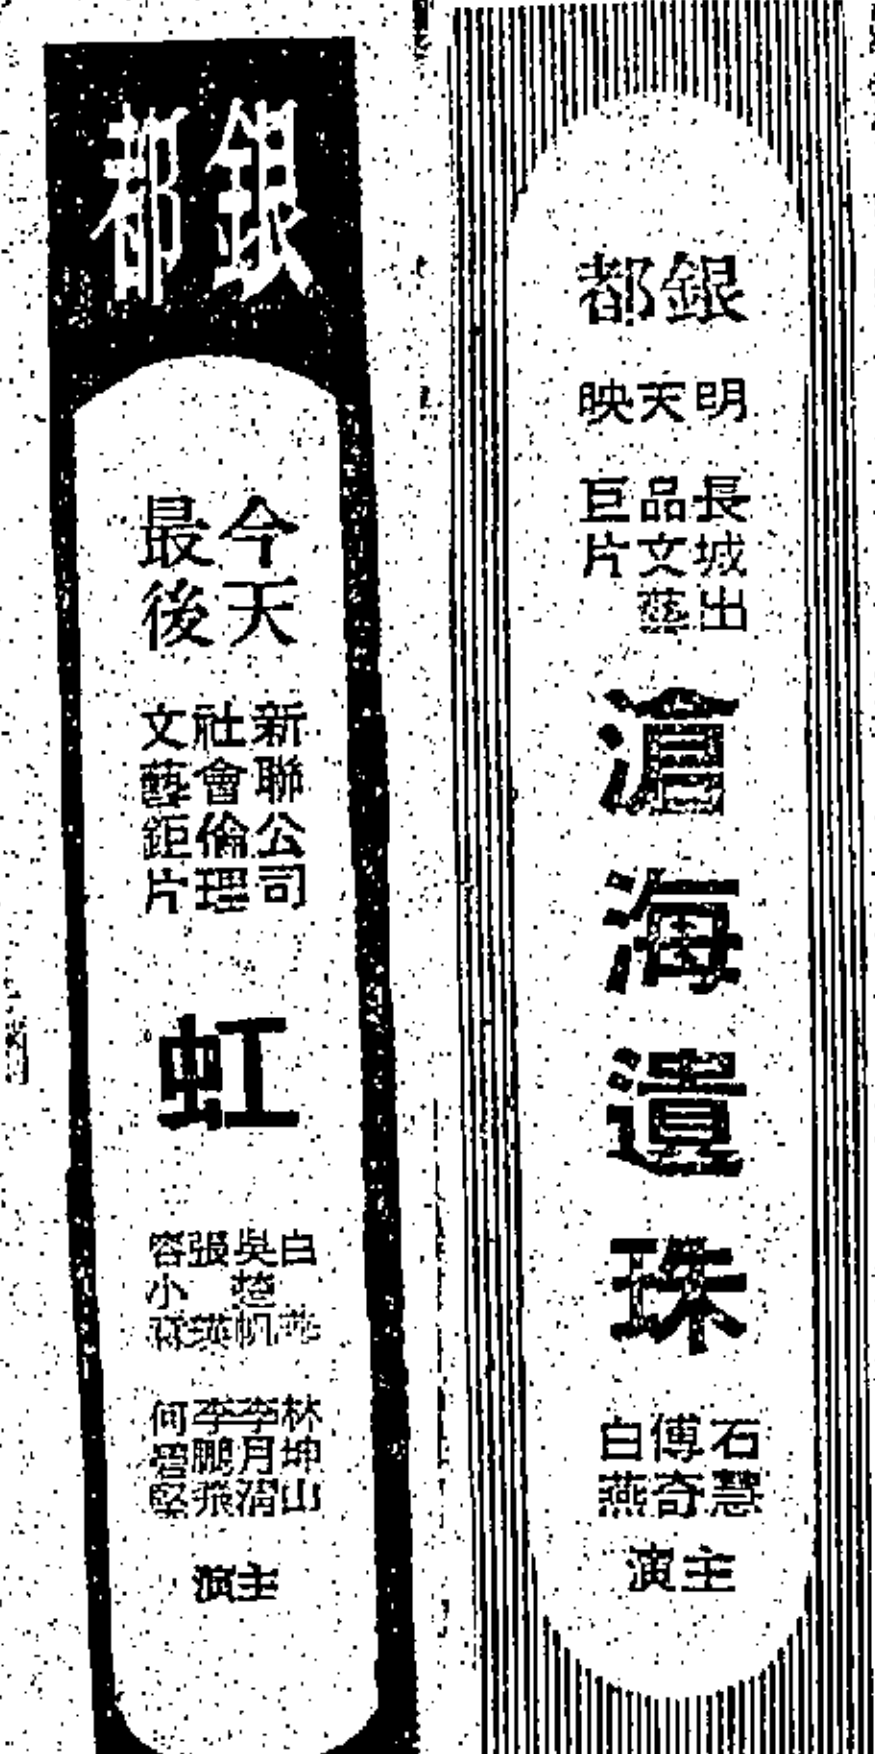 銀都
明天映
長城出
品文藝
巨片
滄海遺珠
石慧
傅奇
白燕
主演
銀都
今天
最後
新聯公司
社會倫理
文藝鉅片
虹
白燕
吳楚帆
張瑛
容小意
林坤山
李月清
李鵬飛
主演